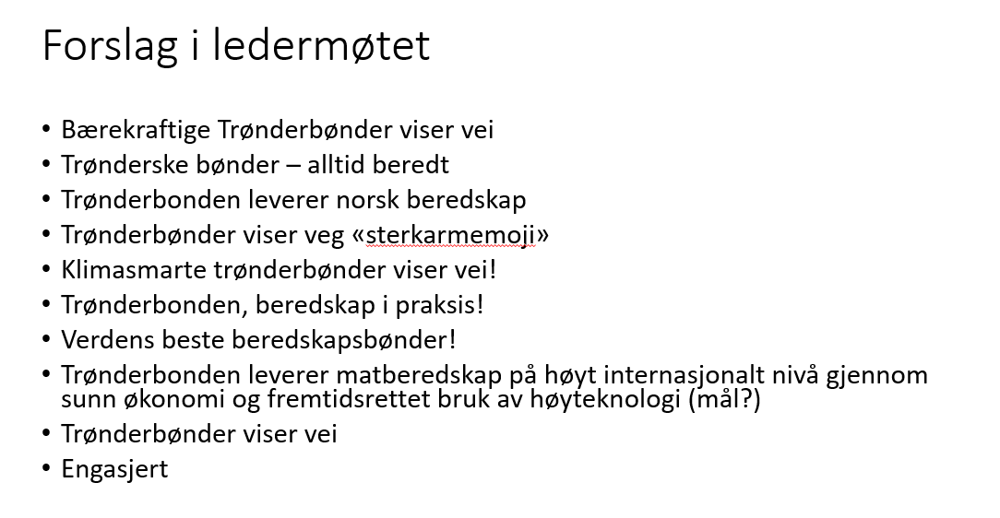 Forslag i ledermøtet
• Bærekraftige Trønderbønder viser vei
• Trønderske bønder – alltid beredt
• Trønderbonden leverer norsk beredskap
• Trønderbønder viser veg «sterkarmemoji»
• Klimasmarte trønderbønder viser vei!
• Trønderbonden, beredskap i praksis!
• Verdens beste beredskapsbønder!
• Trønderbonden leverer matberedskap på høyt internasjonalt nivå gjennom
sunn økonomi og fremtidsrettet bruk av høyteknologi (mål?)
• Trønderbønder viser vei
• Engasjert